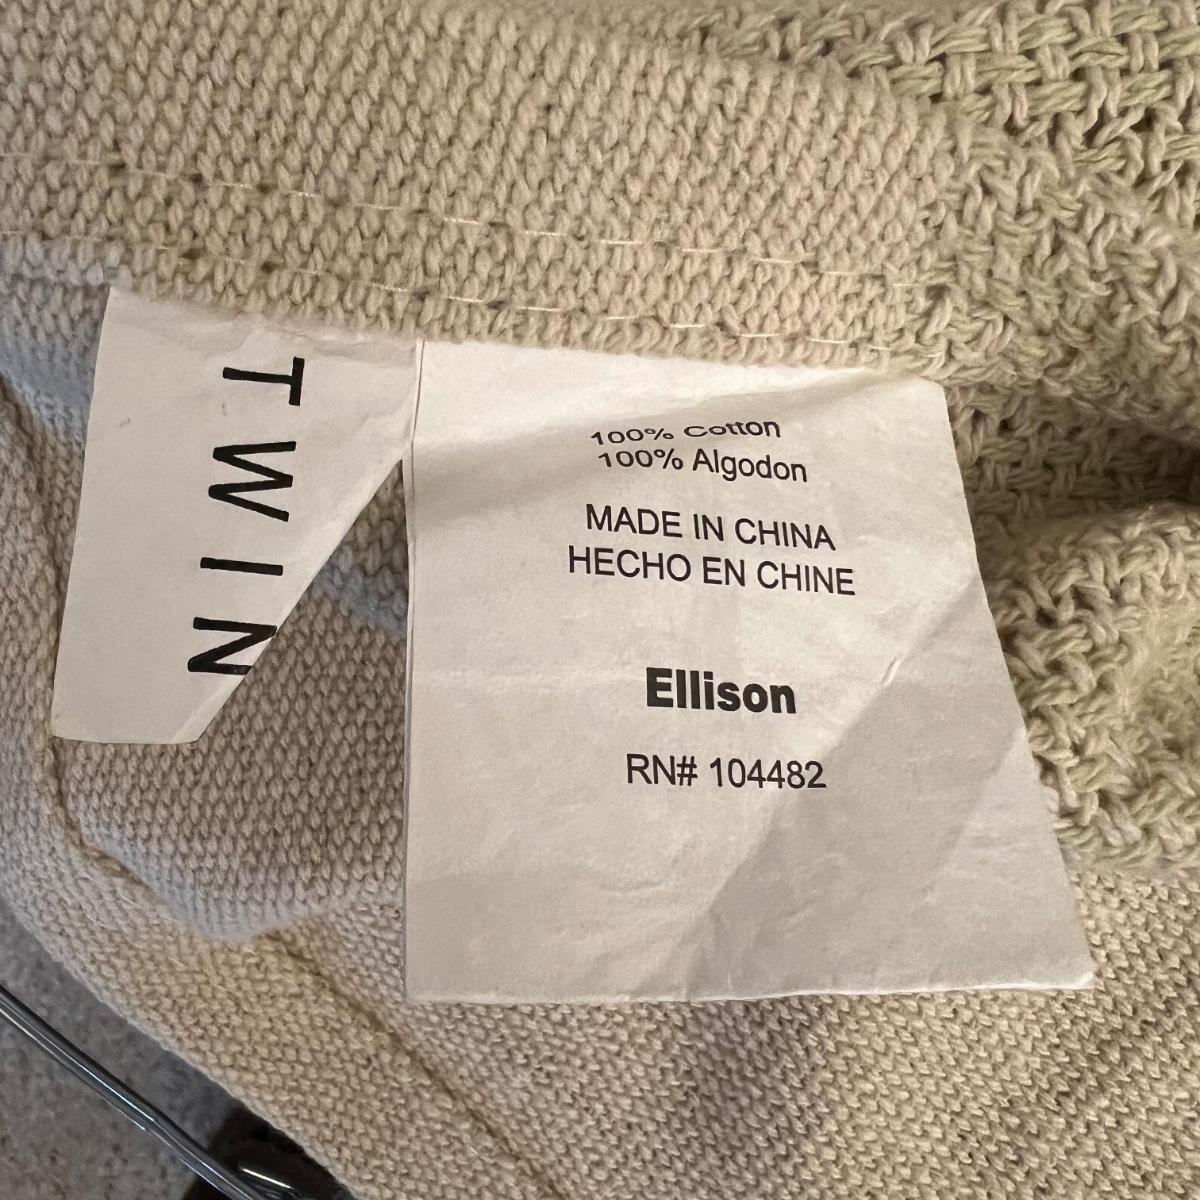 TWIN
100% Cotton
100% Algodon
MADE IN CHINA
HECHO EN CHINE
Ellison
RN# 104482